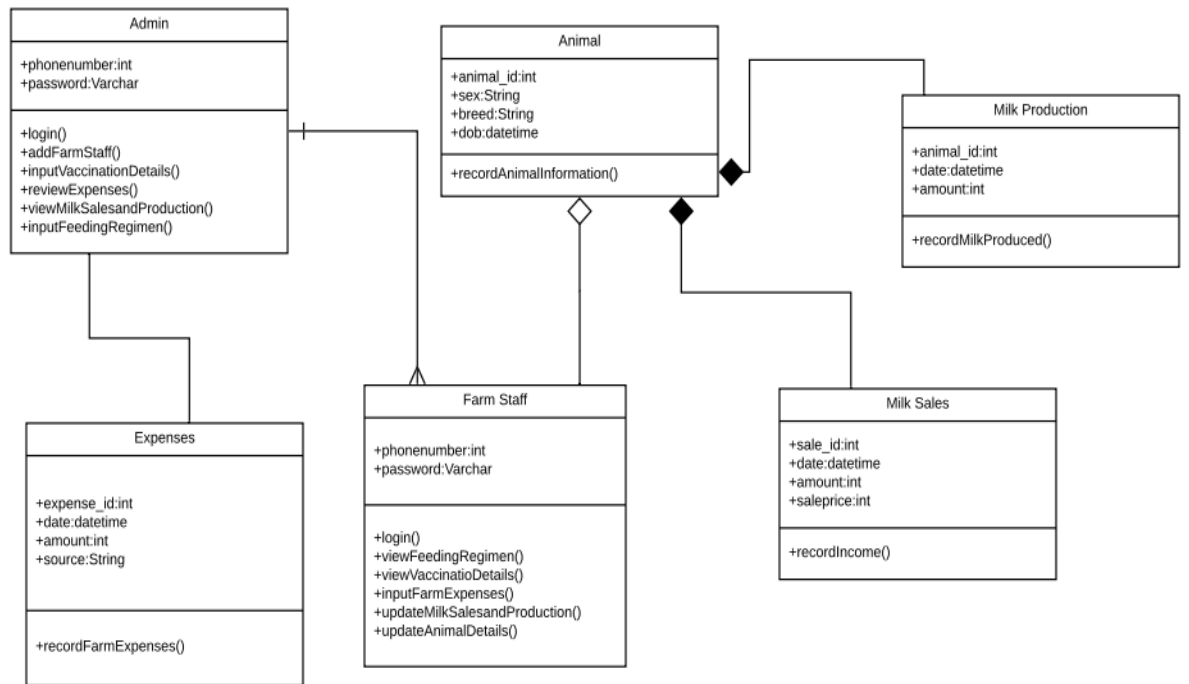 Admin
+phonenumber:int
+password:Varchar
+login()
+addFarmStaff()
+inputVaccinationDetails()
+reviewExpenses()
+viewMilkSalesandProduction()
+inputFeedingRegimen()
Animal
+animal_id:int
+sex:String
+breed:String
+dob:datetime
+recordAnimalInformation()
Milk Production
+animal_id:int
+date:datetime
+amount:int
+recordMilkProduced()
Expenses
+expense_id:int
+date:datetime
+amount:int
+source:String
+recordFarmExpenses()
Farm Staff
+phonenumber:int
+password:Varchar
+login()
+viewFeedingRegimen()
+viewVaccinatioDetails()
+inputFarmExpenses()
+updateMilkSalesandProduction()
+updateAnimalDetails()
Milk Sales
+sale_id:int
+date:datetime
+amount:int
+saleprice:int
+recordIncome()